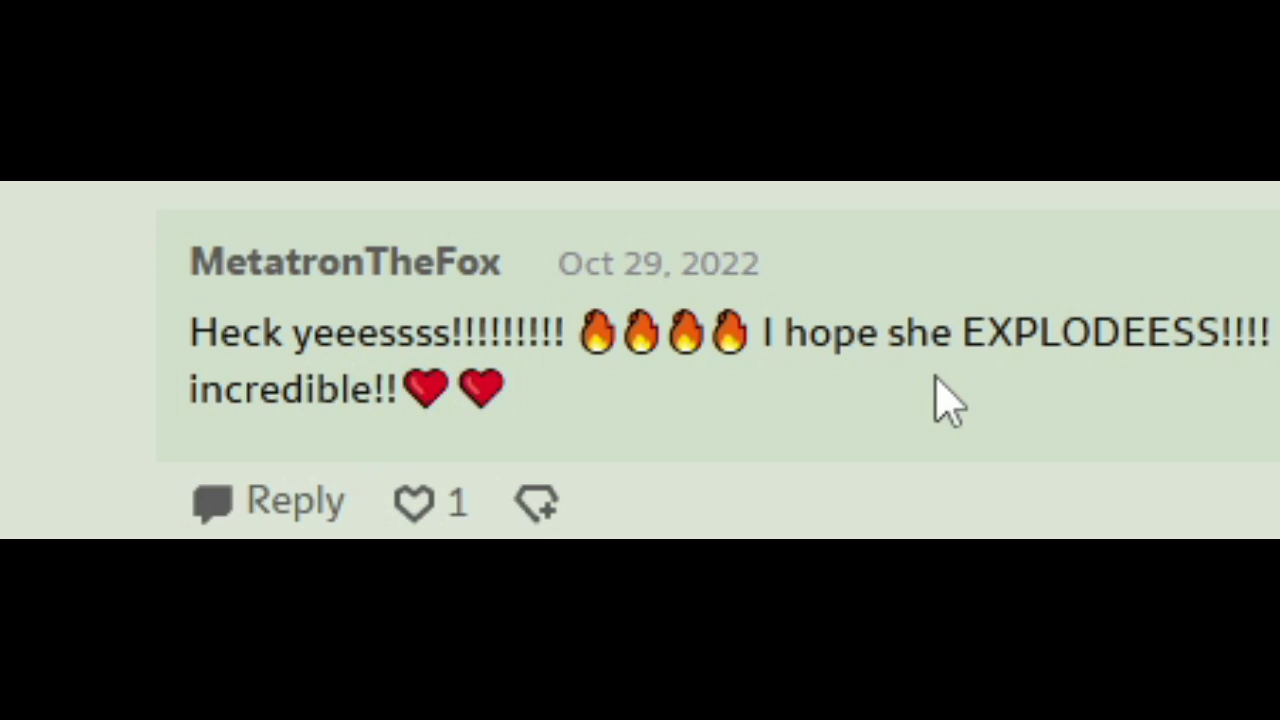 MetatronTheFox Oct 29, 2022
Heck yeeessss!!!!!!!!! 🔥🔥🔥🔥 I hope she EXPLODEESS!!!!
incredible!!❤️❤️
Reply 1